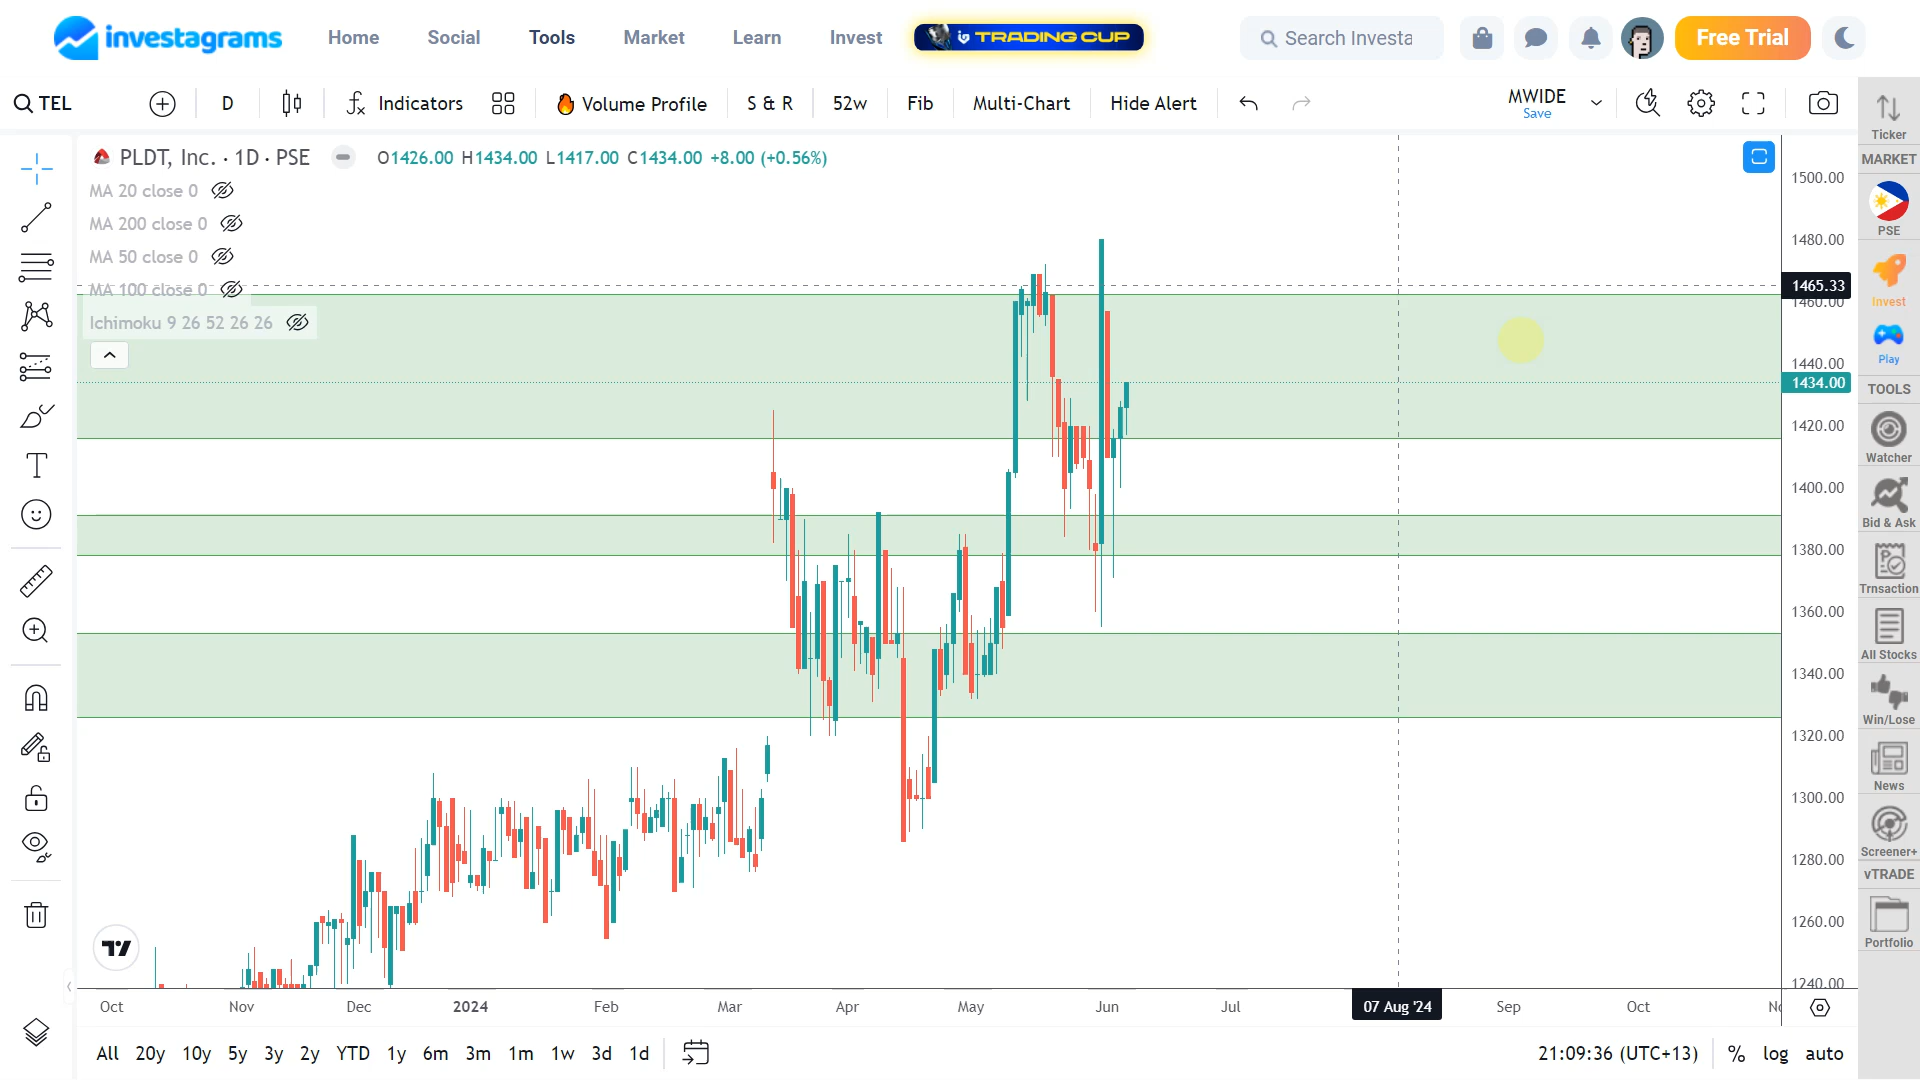 investagrams Home Social Tools Market Learn Invest TRADING CUP Search Investa Free Trial
TEL D Indicators Volume Profile S & R 52w Fib Multi-Chart Hide Alert MWIDE
Save
Ticker
MARKET
PSE
Invest
Play
TOOLS
Watcher
Bid & Ask
Trnsaction
All Stocks
Win/Lose
News
Screener+
vTRADE
Portfolio
PLDT, Inc. · 1D · PSE O1426.00 H1434.00 L1417.00 C1434.00 +8.00 (+0.56%)
MA 20 close 0
MA 200 close 0
MA 50 close 0
MA 100 close 0
Ichimoku 9 26 52 26 26
1500.00
1480.00
1465.33
1460.00
1440.00
1434.00
1420.00
1400.00
1380.00
1360.00
1340.00
1320.00
1300.00
1280.00
1260.00
1240.00
Oct Nov Dec 2024 Feb Mar Apr May Jun Jul 07 Aug '24 Sep Oct
All 20y 10y 5y 3y 2y YTD 1y 6m 3m 1m 1w 3d 1d 21:09:36 (UTC+13) % log auto